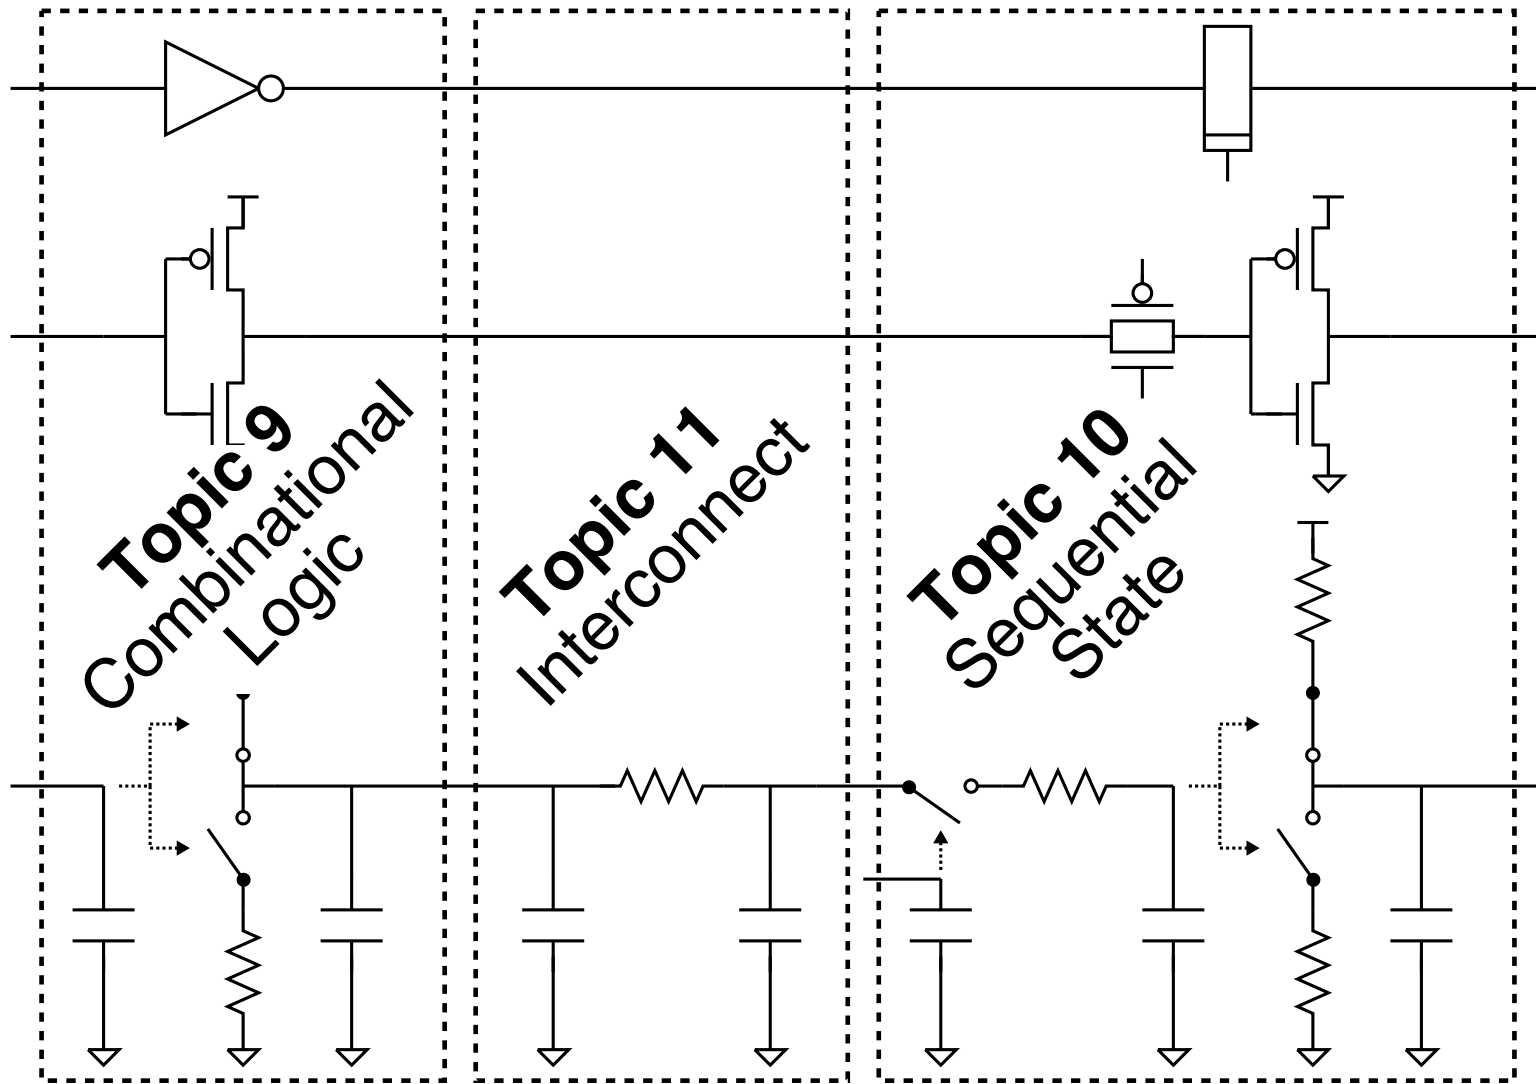 Topic 9
Combinational
Logic
Topic 11
Interconnect
Topic 10
Sequential
State